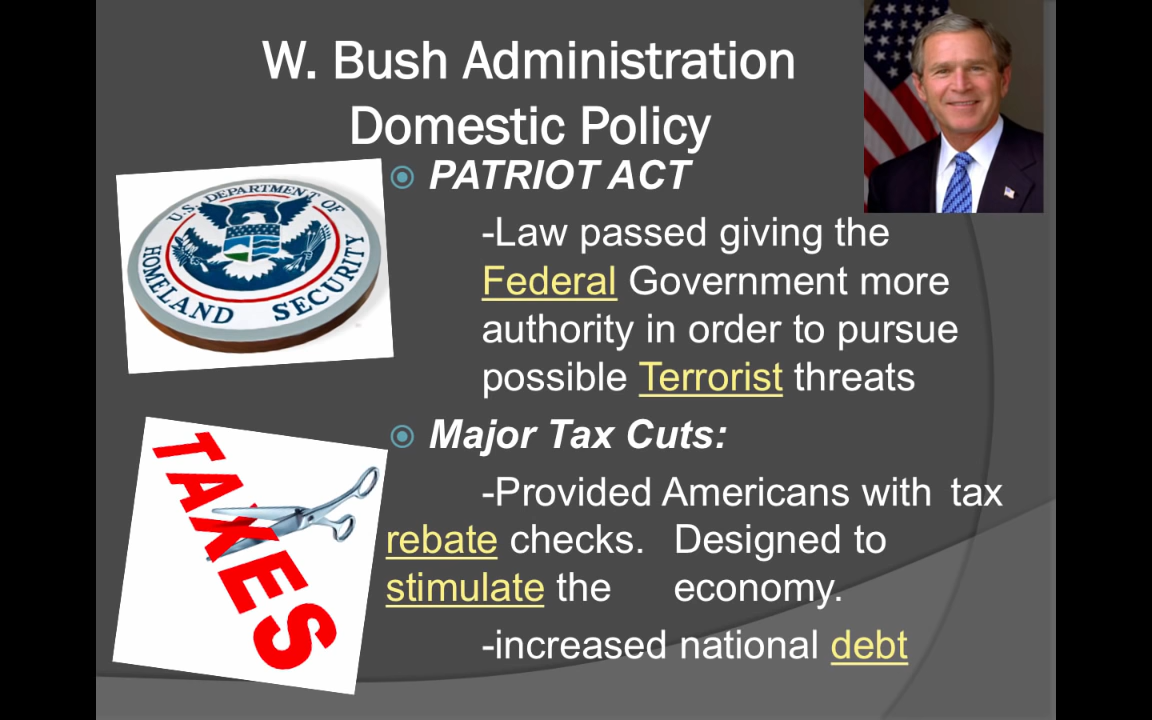 W. Bush Administration
Domestic Policy
PATRIOT ACT
-Law passed giving the
Federal Government more
authority in order to pursue
possible Terrorist threats
Major Tax Cuts:
-Provided Americans with tax
rebate checks. Designed to
stimulate the economy.
-increased national debt
U.S. DEPARTMENT OF
HOMELAND SECURITY
TAXES